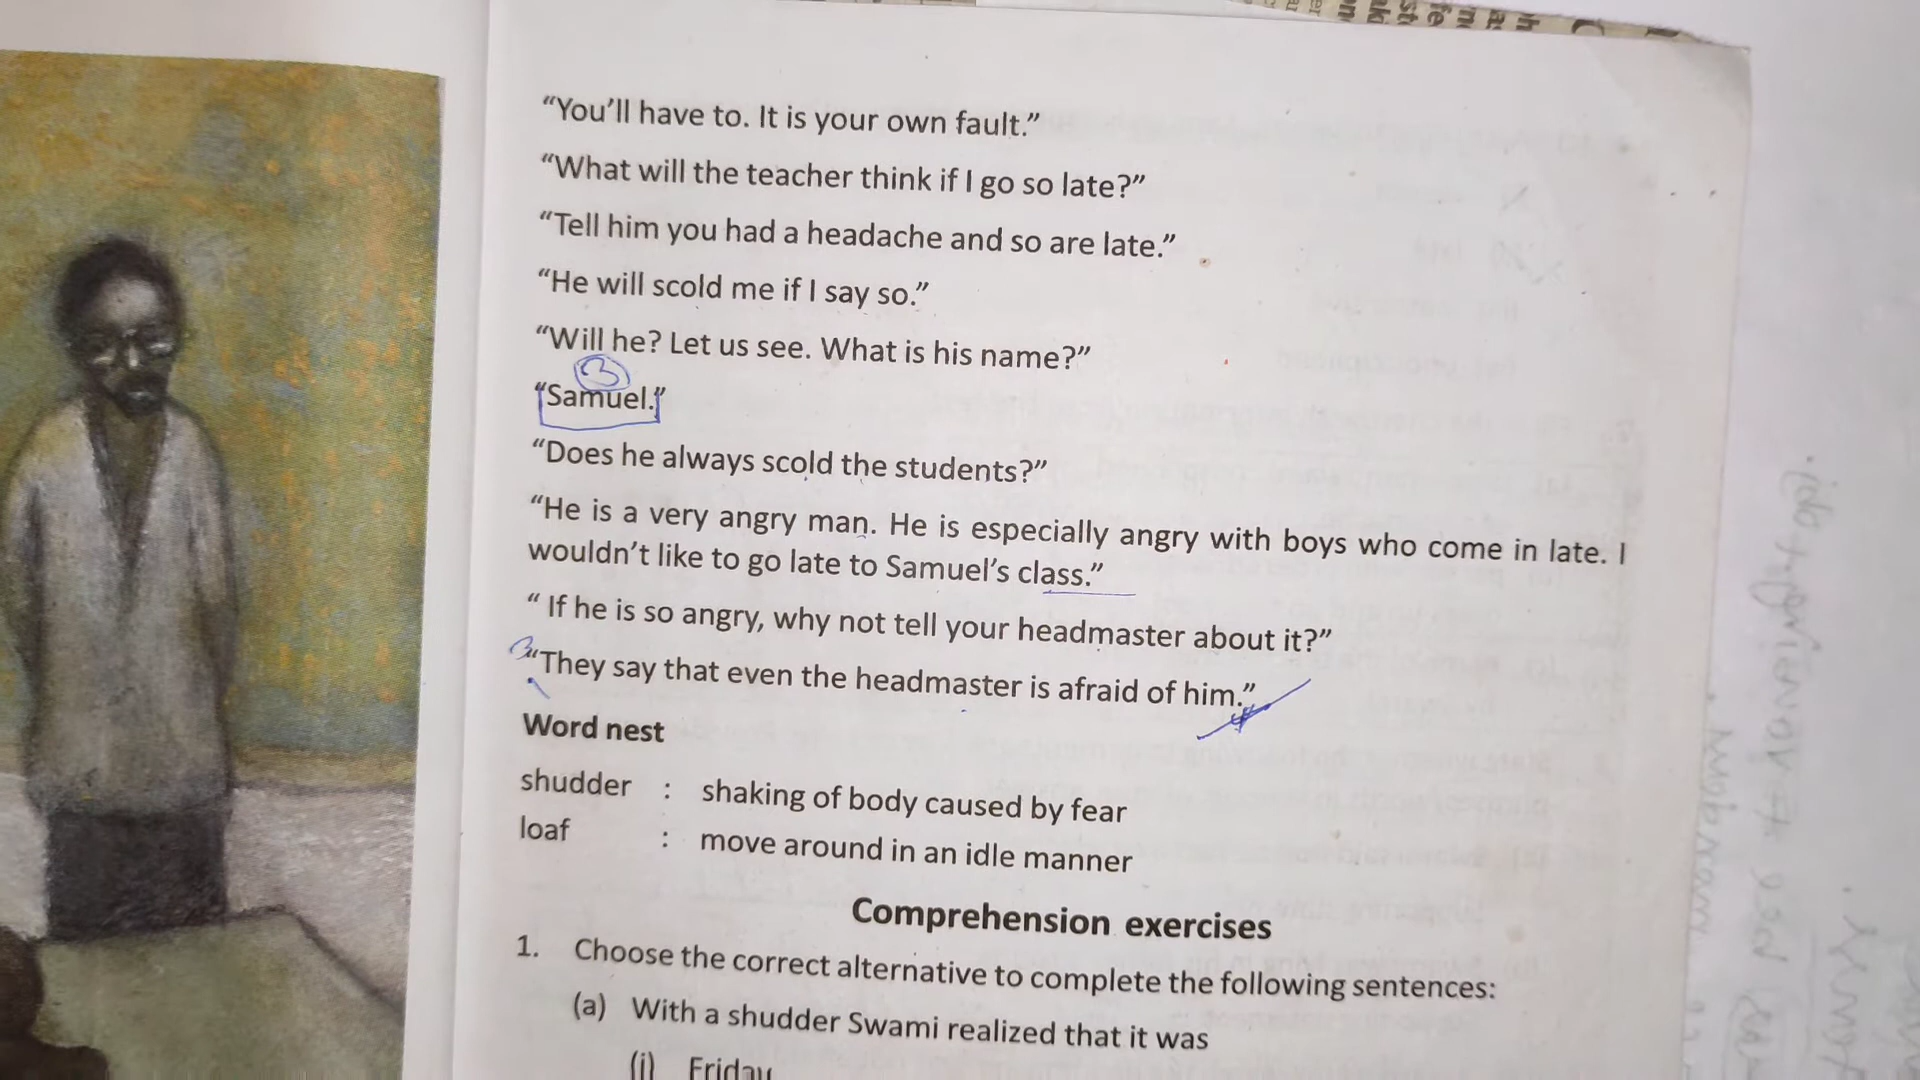 “You’ll have to. It is your own fault.”
“What will the teacher think if I go so late?”
“Tell him you had a headache and so are late.”
“He will scold me if I say so.”
“Will he? Let us see. What is his name?”
“Samuel.”
“Does he always scold the students?”
“He is a very angry man. He is especially angry with boys who come in late. I
wouldn’t like to go late to Samuel’s class.”
“ If he is so angry, why not tell your headmaster about it?”
“They say that even the headmaster is afraid of him.”
Word nest
shudder : shaking of body caused by fear
loaf : move around in an idle manner
Comprehension exercises
1. Choose the correct alternative to complete the following sentences:
(a) With a shudder Swami realized that it was
(i) Friday